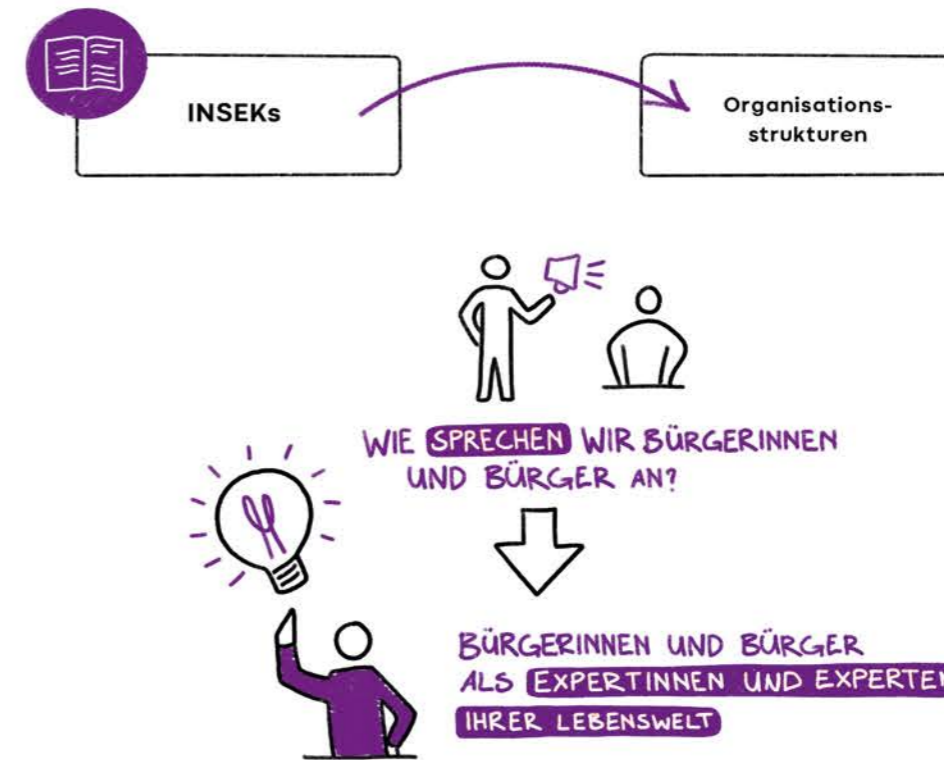 INSEKs
Organisations-
strukturen
WIE SPRECHEN WIR BÜRGERINNEN
UND BÜRGER AN?
BÜRGERINNEN UND BÜRGER
ALS EXPERTINNEN UND EXPERTEN
IHRER LEBENSWELT